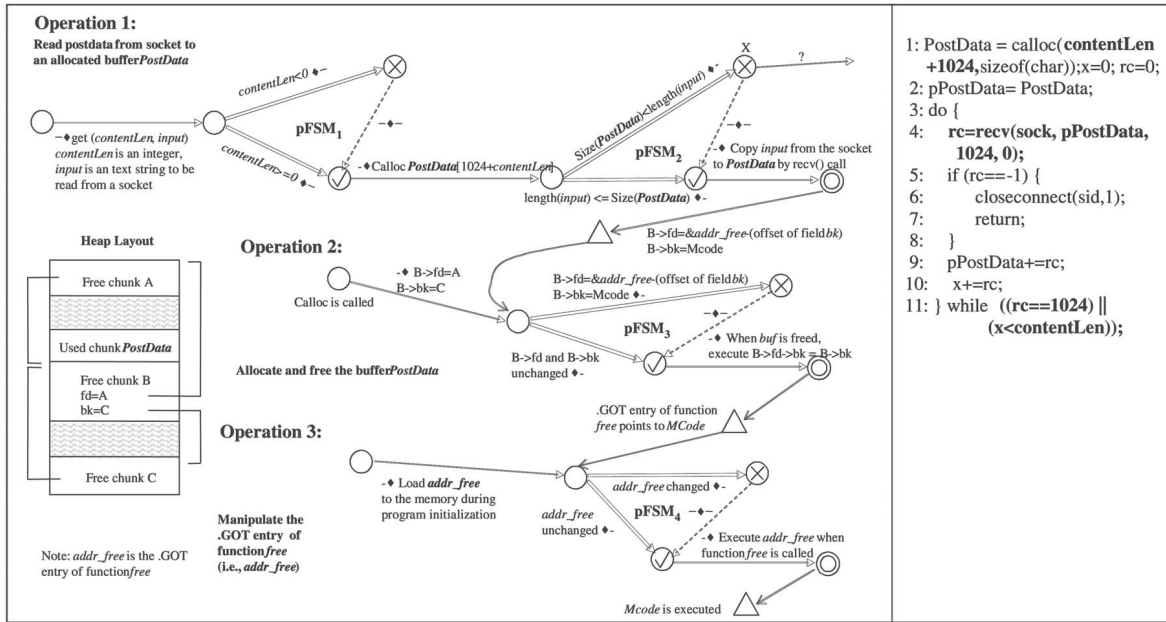 Operation 1:
Read postdata from socket to
an allocated bufferPostData
contentLen<0 ♦−
pFSM1
−♦−
−♦get (contentLen, input)
contentLen is an integer,
input is an text string to
be read from a socket
contentLen>=0 ♦−
-♦Calloc PostData[1024+contentLen]
X
?
Size(PostData)<length(input) ♦-
pFSM2
−♦−
-♦ Copy input from the socket
to PostData by recv() call
length(input) <= Size(PostData) ♦-
B->fd=&addr_free-(offset of field bk)
B->bk=Mcode
Heap Layout
Free chunk A
Used chunk PostData
Free chunk B
fd=A
bk=C
Free chunk C
Note: addr_free is the .GOT
entry of function free
Operation 2:
-♦ B->fd=A
B->bk=C
Calloc is called
B->fd=&addr_free-(offset of field bk)
B->bk=Mcode ♦-
pFSM3
−♦−
-♦ When buf is freed,
execute B->fd->bk = B->bk
B->fd and B->bk
unchanged ♦-
Allocate and free the bufferPostData
.GOT entry of function
free points to MCode
Operation 3:
-♦ Load addr_free
to the memory during
program initialization
addr_free changed ♦-
pFSM4
-♦-
addr_free
unchanged ♦-
-♦ Execute addr_free when
function free is called
Manipulate the
.GOT entry of
function free
(i.e., addr_free)
Mcode is executed
1: PostData = calloc(contentLen
+1024,sizeof(char));x=0; rc=0;
2: pPostData= PostData;
3: do {
4: rc=recv(sock, pPostData,
1024, 0);
5: if (rc==-1) {
6: closeconnect(sid,1);
7: return;
8: }
9: pPostData+=rc;
10: x+=rc;
11: } while ((rc==1024) ||
(x<contentLen));